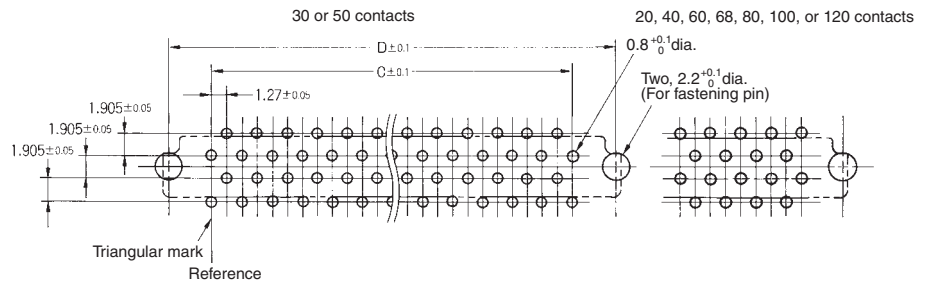 30 or 50 contacts
20, 40, 60, 68, 80, 100, or 120 contacts
D±0.1
0.8 +0.1 0 dia.
C±0.1
Two, 2.2 +0.1 0 dia.
(For fastening pin)
1.27±0.05
1.905±0.05
1.905±0.05
1.905±0.05
Triangular mark
Reference